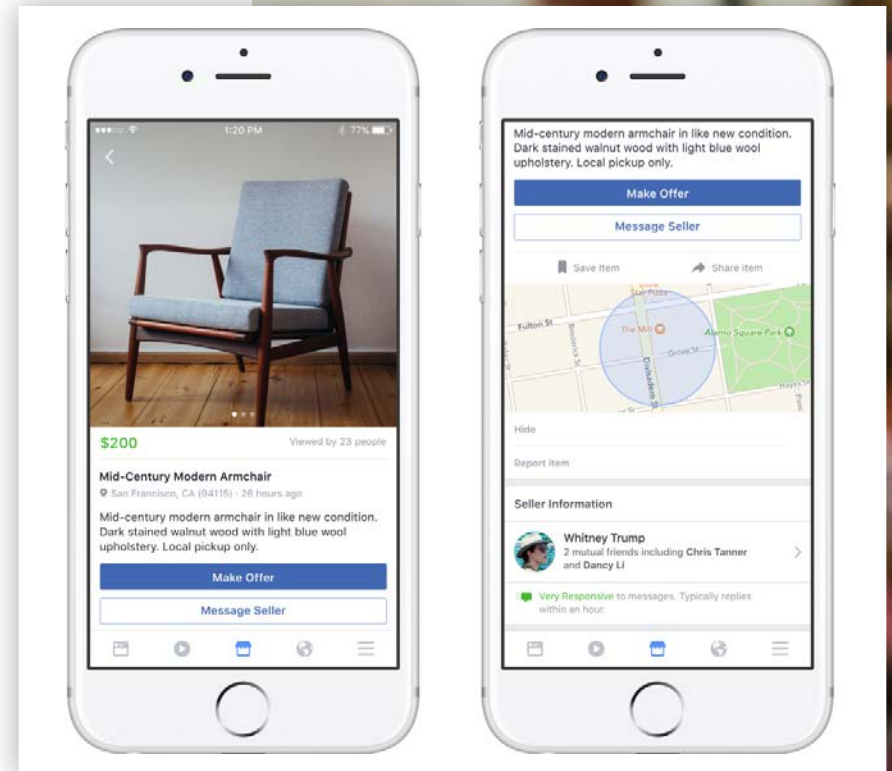 1:20 PM
77%
$200
Viewed by 23 people
Mid-Century Modern Armchair
San Francisco, CA (94115) · 26 hours ago
Mid-century modern armchair in like new condition.
Dark stained walnut wood with light blue wool
upholstery. Local pickup only.
Make Offer
Message Seller
Mid-century modern armchair in like new condition.
Dark stained walnut wood with light blue wool
upholstery. Local pickup only.
Make Offer
Message Seller
Save Item
Share item
Fulton St
Broderick St
The Mill
Alamo Square Park
Grove St
Divisadero St
Hayes St
Hide
Report item
Seller Information
Whitney Trump
2 mutual friends including Chris Tanner
and Dancy Li
Very Responsive to messages. Typically replies
within an hour.